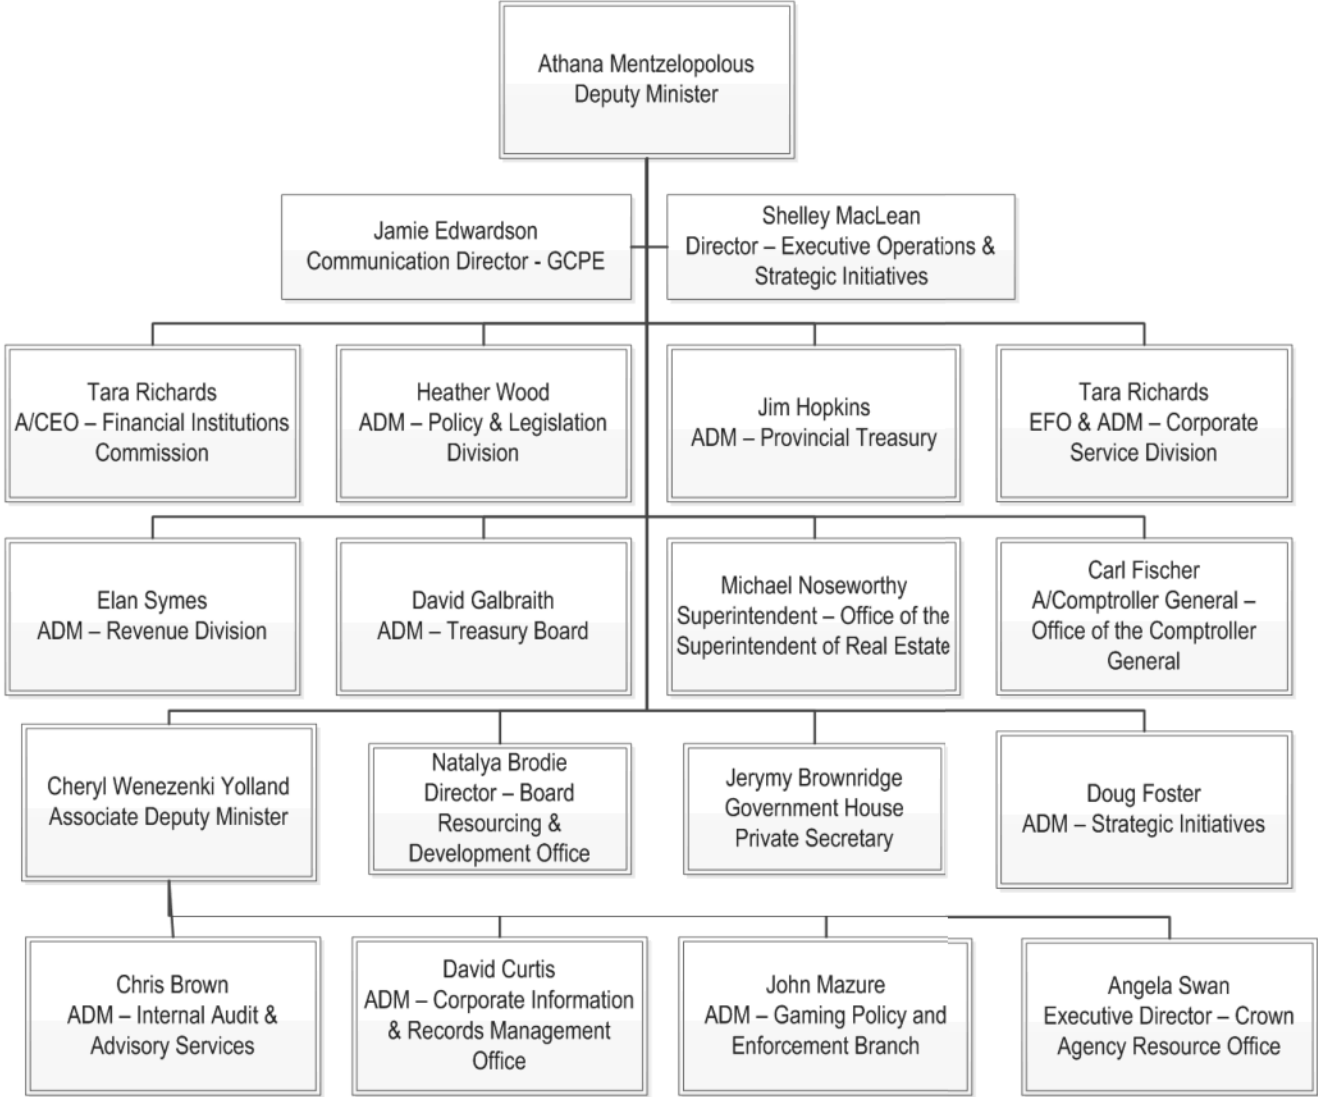 Athana Mentzelopolous
Deputy Minister
Jamie Edwardson
Communication Director - GCPE
Shelley MacLean
Director – Executive Operations &
Strategic Initiatives
Tara Richards
A/CEO – Financial Institutions
Commission
Heather Wood
ADM – Policy & Legislation
Division
Jim Hopkins
ADM – Provincial Treasury
Tara Richards
EFO & ADM – Corporate
Service Division
Elan Symes
ADM – Revenue Division
David Galbraith
ADM – Treasury Board
Michael Noseworthy
Superintendent – Office of the
Superintendent of Real Estate
Carl Fischer
A/Comptroller General –
Office of the Comptroller
General
Cheryl Wenezenki Yolland
Associate Deputy Minister
Natalya Brodie
Director – Board
Resourcing &
Development Office
Jerymy Brownridge
Government House
Private Secretary
Doug Foster
ADM – Strategic Initiatives
Chris Brown
ADM – Internal Audit &
Advisory Services
David Curtis
ADM – Corporate Information
& Records Management
Office
John Mazure
ADM – Gaming Policy and
Enforcement Branch
Angela Swan
Executive Director – Crown
Agency Resource Office